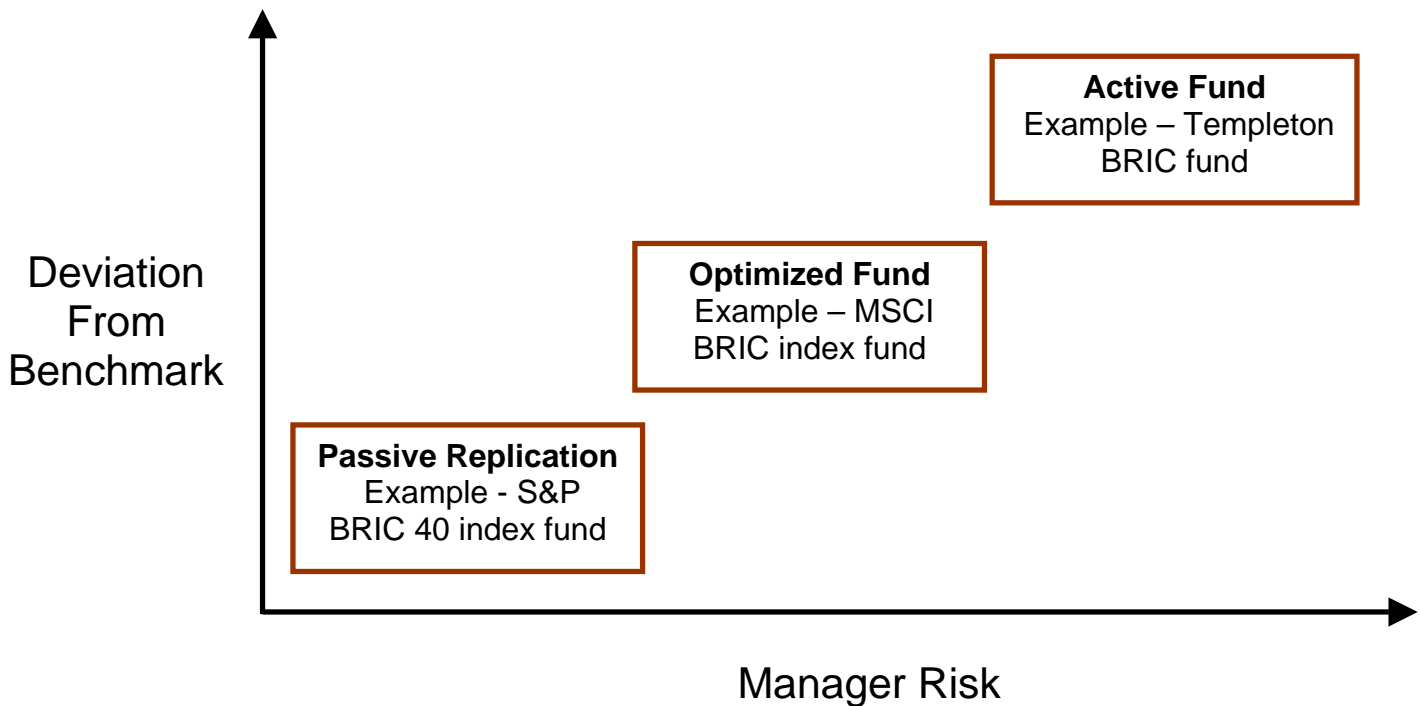 Active Fund
Example – Templeton
BRIC fund
Deviation
From
Benchmark
Optimized Fund
Example – MSCI
BRIC index fund
Passive Replication
Example - S&P
BRIC 40 index fund
Manager Risk